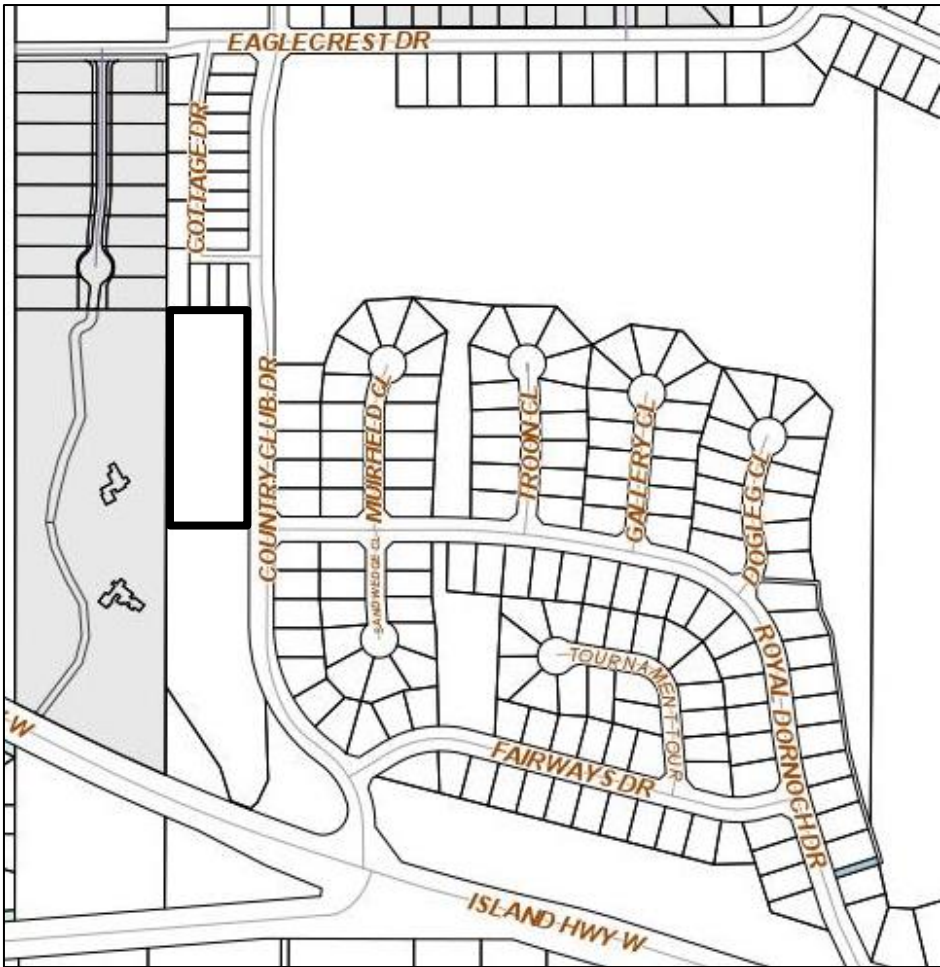 EAGLECREST DR
COTTAGE DR
COUNTRY CLUB DR
MUIRFIELD CL
TROON CL
GALLERY CL
DOGLEG CL
SANDWEDGE CL
TOURNAMENT TOUR
ROYAL DORNOCH DR
FAIRWAYS DR
W
ISLAND HWY W